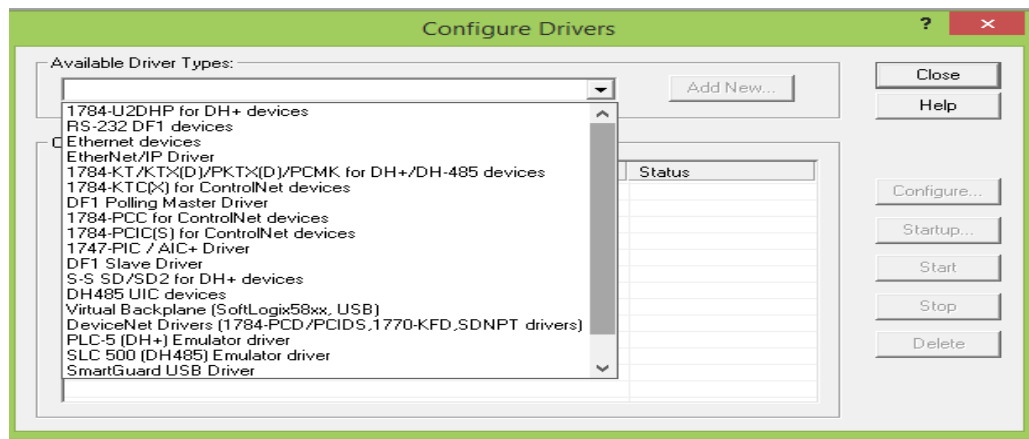 Configure Drivers
?
Available Driver Types:
Add New...
Close
Help
1784-U2DHP for DH+ devices
RS-232 DF1 devices
Ethernet devices
EtherNet/IP Driver
1784-KT/KTX(D)/PKTX(D)/PCMK for DH+/DH-485 devices
1784-KTC(X) for ControlNet devices
DF1 Polling Master Driver
1784-PCC for ControlNet devices
1784-PCIC(S) for ControlNet devices
1747-PIC / AIC+ Driver
DF1 Slave Driver
S-S SD/SD2 for DH+ devices
DH485 UIC devices
Virtual Backplane (SoftLogix58xx, USB)
DeviceNet Drivers (1784-PCD/PCIDS,1770-KFD,SDNPT drivers)
PLC-5 (DH+) Emulator driver
SLC 500 (DH485) Emulator driver
SmartGuard USB Driver
Status
Configure...
Startup...
Start
Stop
Delete